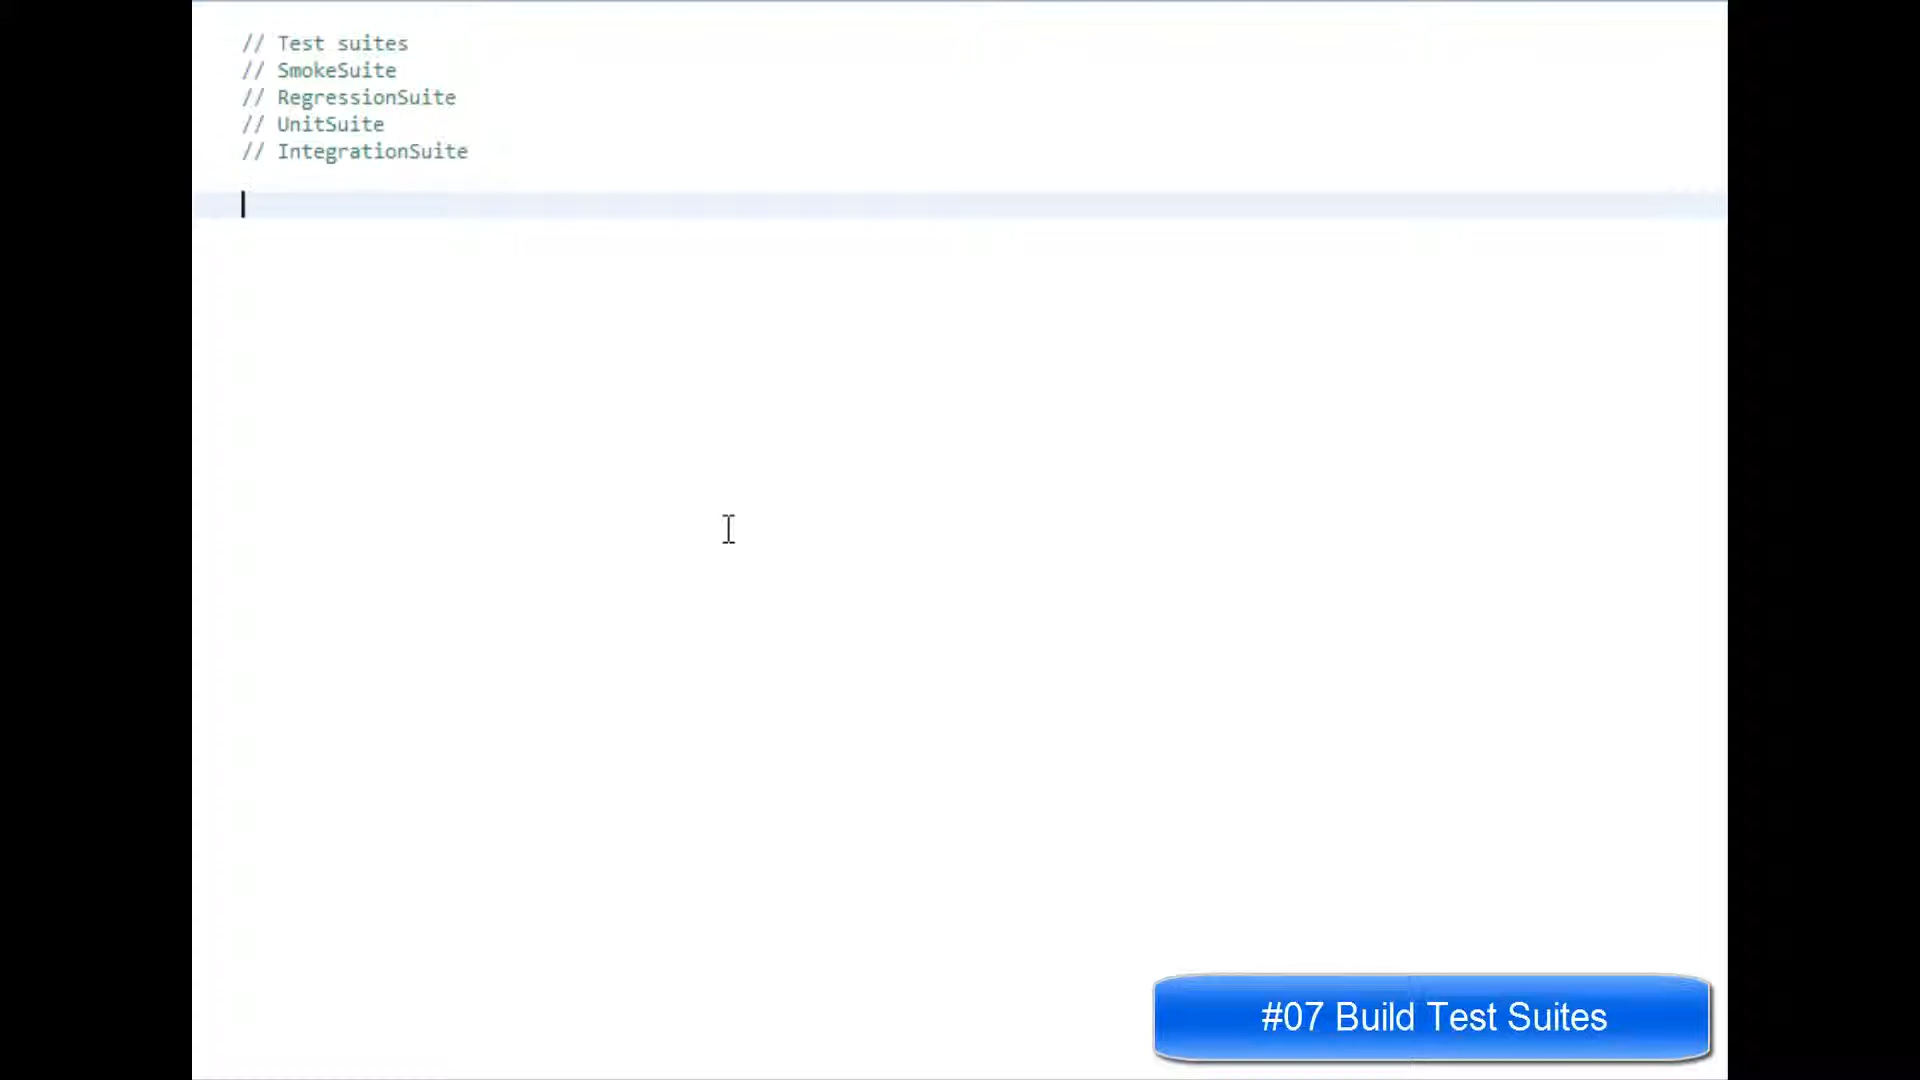 // Test suites
// SmokeSuite
// RegressionSuite
// UnitSuite
// IntegrationSuite
#07 Build Test Suites